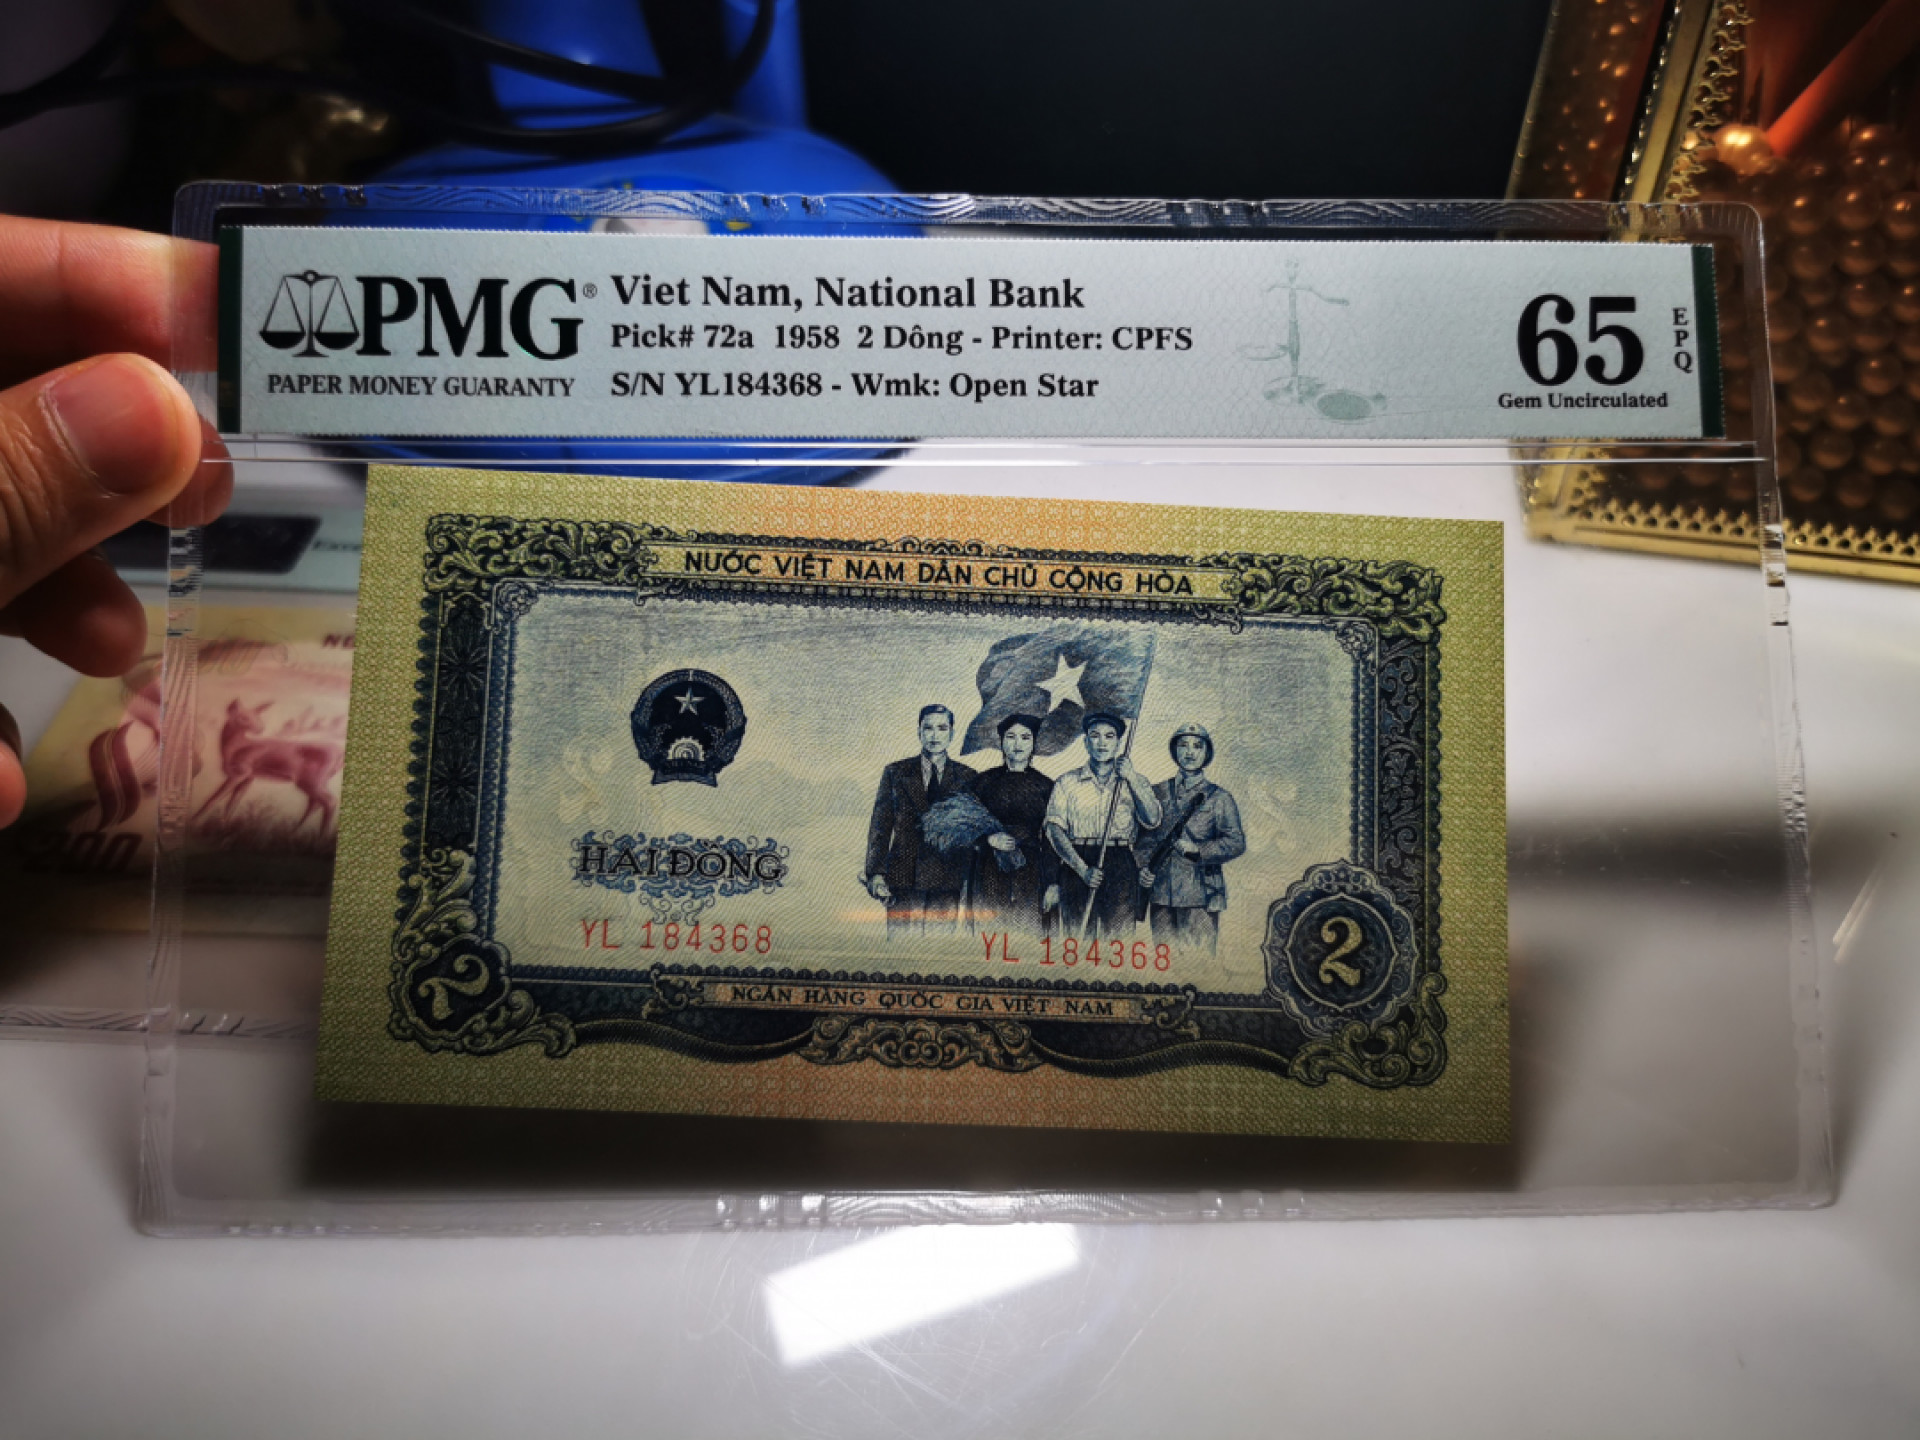 PMG®
PAPER MONEY GUARANTY
Viet Nam, National Bank
Pick# 72a 1958 2 Dông - Printer: CPFS
S/N YL184368 - Wmk: Open Star
65
EPQ
Gem Uncirculated
NƯỚC VIỆT NAM DÂN CHỦ CỘNG HÒA
HAI ĐỒNG
YL 184368
YL 184368
2
2
NGÂN HÀNG QUỐC GIA VIỆT NAM
200